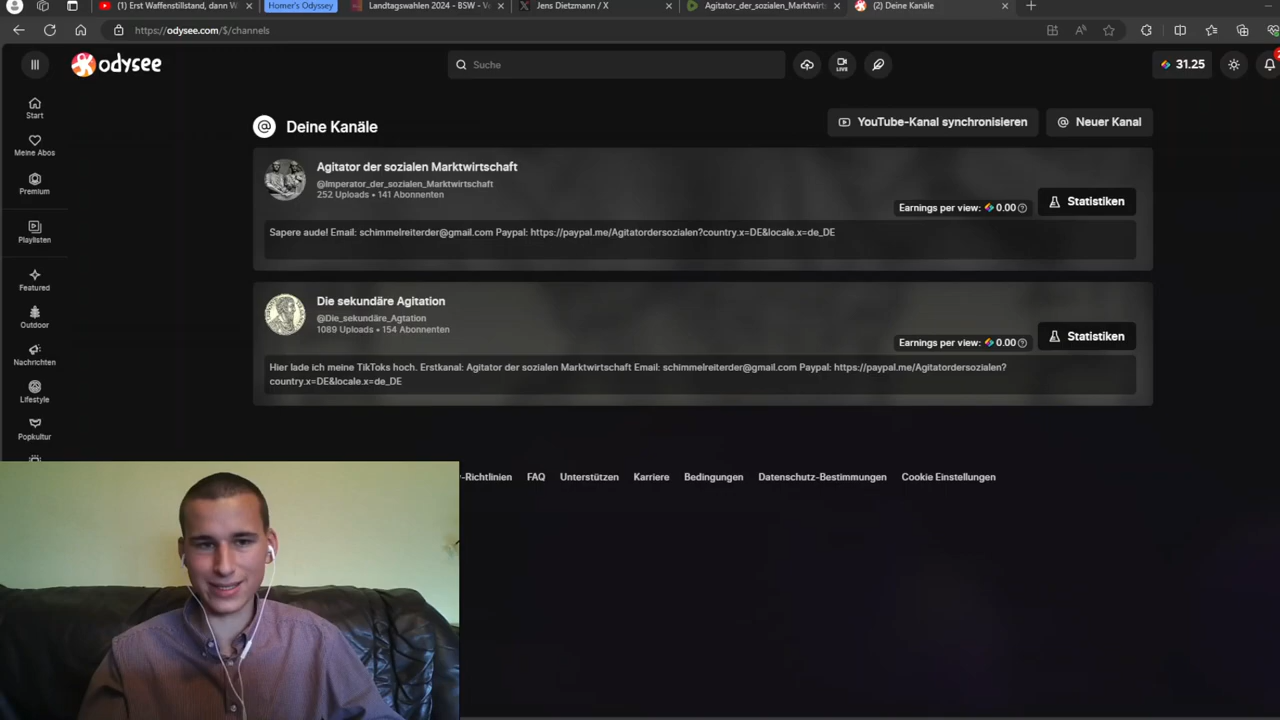 (1) Erst Waffenstillstand, dann W
Homer's Odyssey
Landtagswahlen 2024 - BSW - V
Jens Dietzmann / X
Agitator_der_sozialen_Marktwirts
(2) Deine Kanäle
https://odysee.com/$/channels
odysee
Suche
LIVE
31.25
Start
Meine Abos
Premium
Playlisten
Featured
Outdoor
Nachrichten
Lifestyle
Popkultur
Deine Kanäle
YouTube-Kanal synchronisieren
Neuer Kanal
Agitator der sozialen Marktwirtschaft
@Imperator_der_sozialen_Marktwirtschaft
252 Uploads • 141 Abonnenten
Earnings per view: 0.00
Statistiken
Sapere aude! Email: schimmelreiterder@gmail.com Paypal: https://paypal.me/Agitatordersozialen?country.x=DE&locale.x=de_DE
Die sekundäre Agitation
@Die_sekundäre_Agtation
1089 Uploads • 154 Abonnenten
Earnings per view: 0.00
Statistiken
Hier lade ich meine TikToks hoch. Erstkanal: Agitator der sozialen Marktwirtschaft Email: schimmelreiterder@gmail.com Paypal: https://paypal.me/Agitatordersozialen?
country.x=DE&locale.x=de_DE
-Richtlinien
FAQ
Unterstützen
Karriere
Bedingungen
Datenschutz-Bestimmungen
Cookie Einstellungen